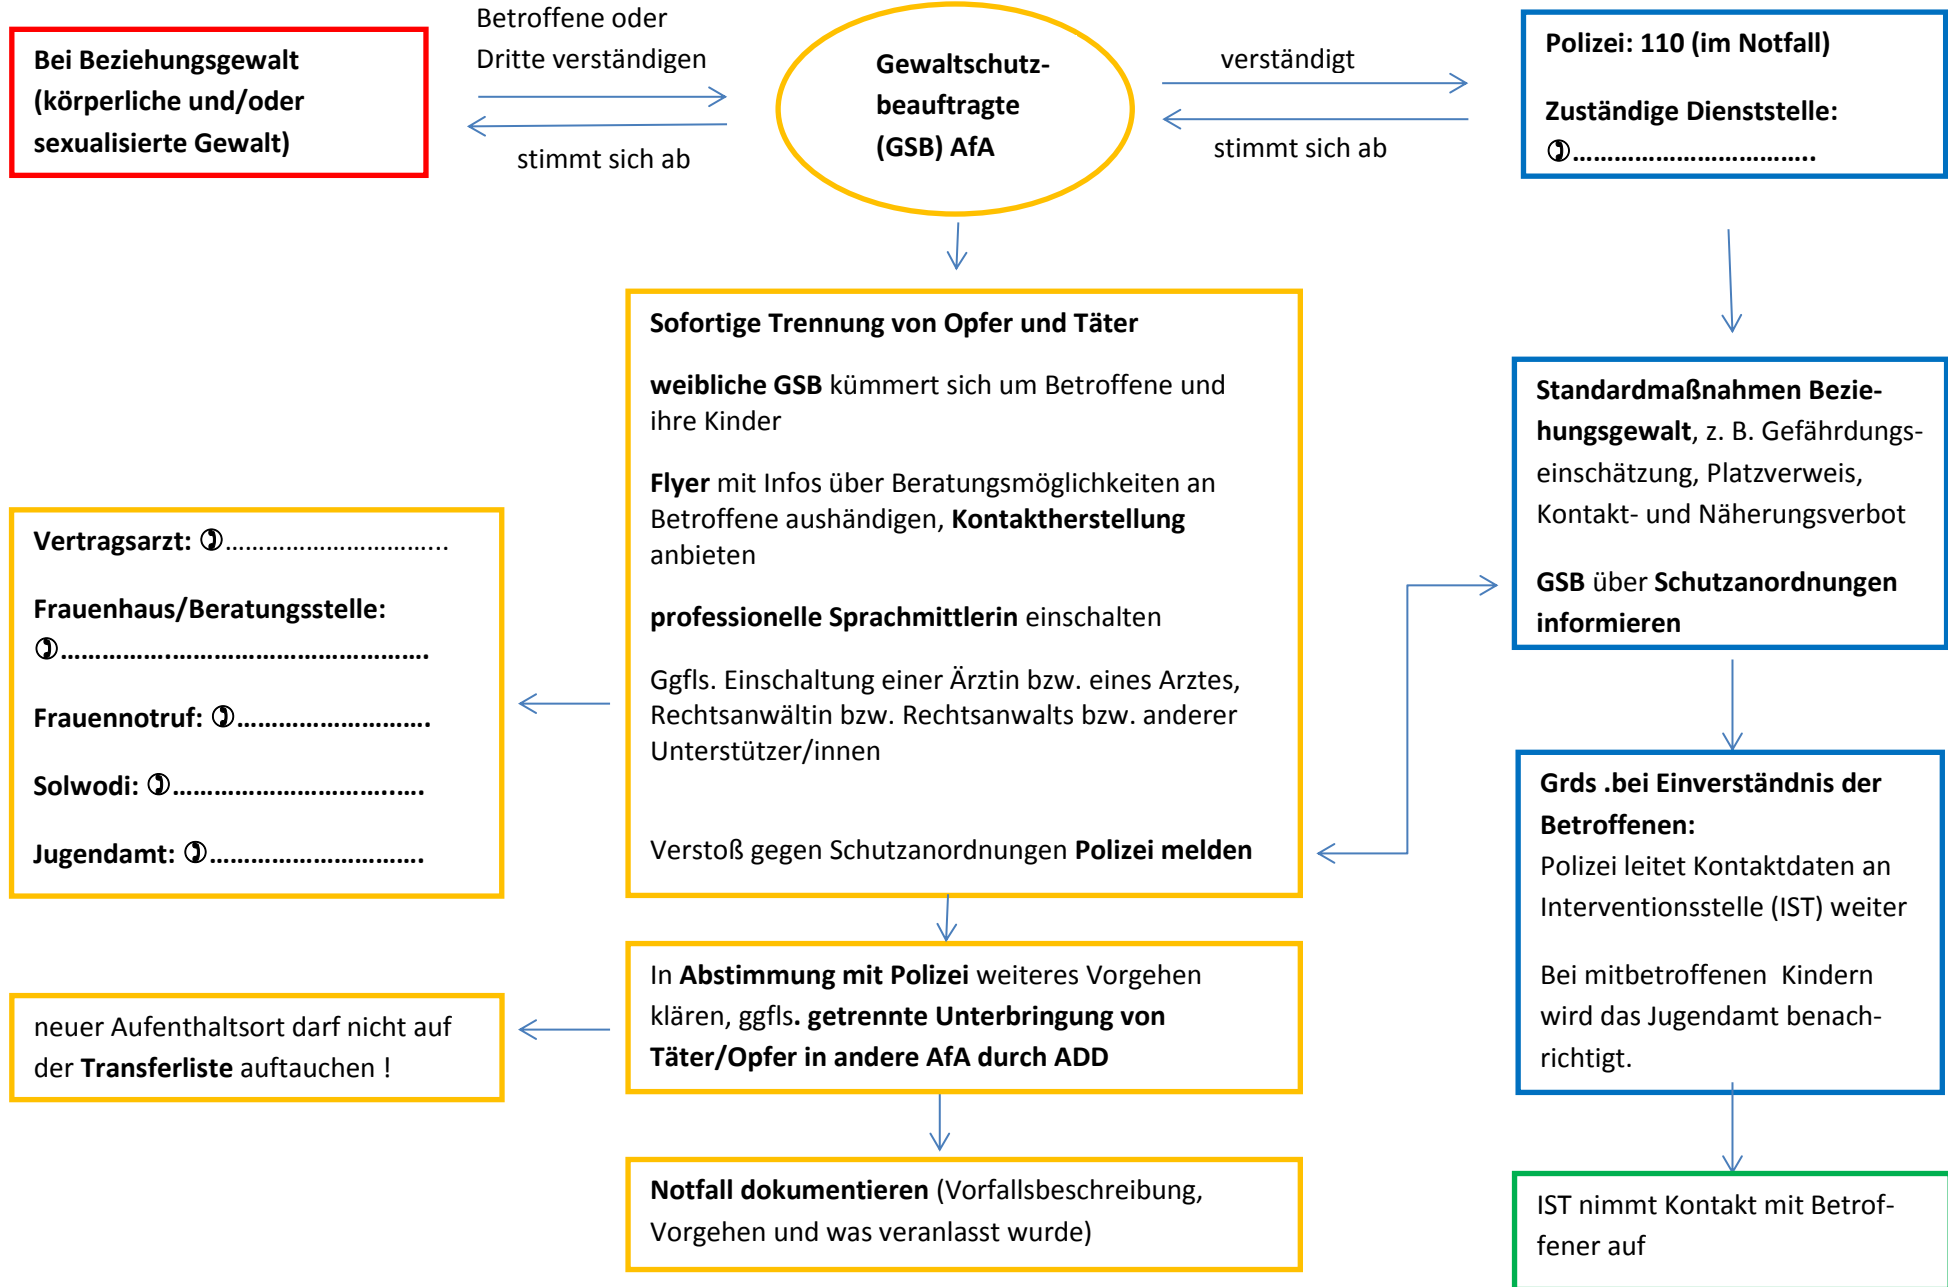 Bei Beziehungsgewalt
(körperliche und/oder
sexualisierte Gewalt)
Betroffene oder
Dritte verständigen
stimmt sich ab
Gewaltschutz-
beauftragte
(GSB) AfA
verständigt
stimmt sich ab
Polizei: 110 (im Notfall)
Zuständige Dienststelle:
✆……………………………..
Sofortige Trennung von Opfer und Täter
weibliche GSB kümmert sich um Betroffene und
ihre Kinder
Flyer mit Infos über Beratungsmöglichkeiten an
Betroffene aushändigen, Kontaktherstellung
anbieten
professionelle Sprachmittlerin einschalten
Ggfls. Einschaltung einer Ärztin bzw. eines Arztes,
Rechtsanwältin bzw. Rechtsanwalts bzw. anderer
Unterstützer/innen
Verstoß gegen Schutzanordnungen Polizei melden
Standardmaßnahmen Bezie-
hungsgewalt, z. B. Gefährdungs-
einschätzung, Platzverweis,
Kontakt- und Näherungsverbot
GSB über Schutzanordnungen
informieren
Vertragsarzt: ✆…………………………...
Frauenhaus/Beratungsstelle:
✆…………….……………………………….
Frauennotruf: ✆……………………….
Solwodi: ✆…………………………..….
Jugendamt: ✆………………………….
Grds .bei Einverständnis der
Betroffenen:
Polizei leitet Kontaktdaten an
Interventionsstelle (IST) weiter
Bei mitbetroffenen Kindern
wird das Jugendamt benach-
richtigt.
In Abstimmung mit Polizei weiteres Vorgehen
klären, ggfls. getrennte Unterbringung von
Täter/Opfer in andere AfA durch ADD
neuer Aufenthaltsort darf nicht auf
der Transferliste auftauchen !
Notfall dokumentieren (Vorfallsbeschreibung,
Vorgehen und was veranlasst wurde)
IST nimmt Kontakt mit Betrof-
fener auf